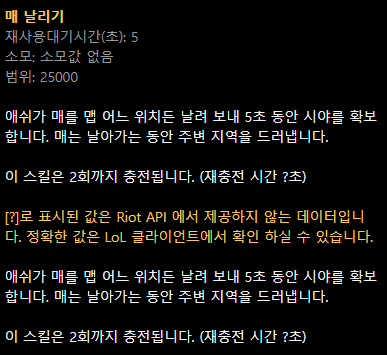 매 날리기
재사용대기시간(초): 5
소모: 소모값 없음
범위: 25000
애쉬가 매를 맵 어느 위치든 날려 보내 5초 동안 시야를 확보
합니다. 매는 날아가는 동안 주변 지역을 드러냅니다.
이 스킬은 2회까지 충전됩니다. (재충전 시간 ?초)
[?]로 표시된 값은 Riot API 에서 제공하지 않는 데이터입니
다. 정확한 값은 LoL 클라이언트에서 확인 하실 수 있습니다.
애쉬가 매를 맵 어느 위치든 날려 보내 5초 동안 시야를 확보
합니다. 매는 날아가는 동안 주변 지역을 드러냅니다.
이 스킬은 2회까지 충전됩니다. (재충전 시간 ?초)